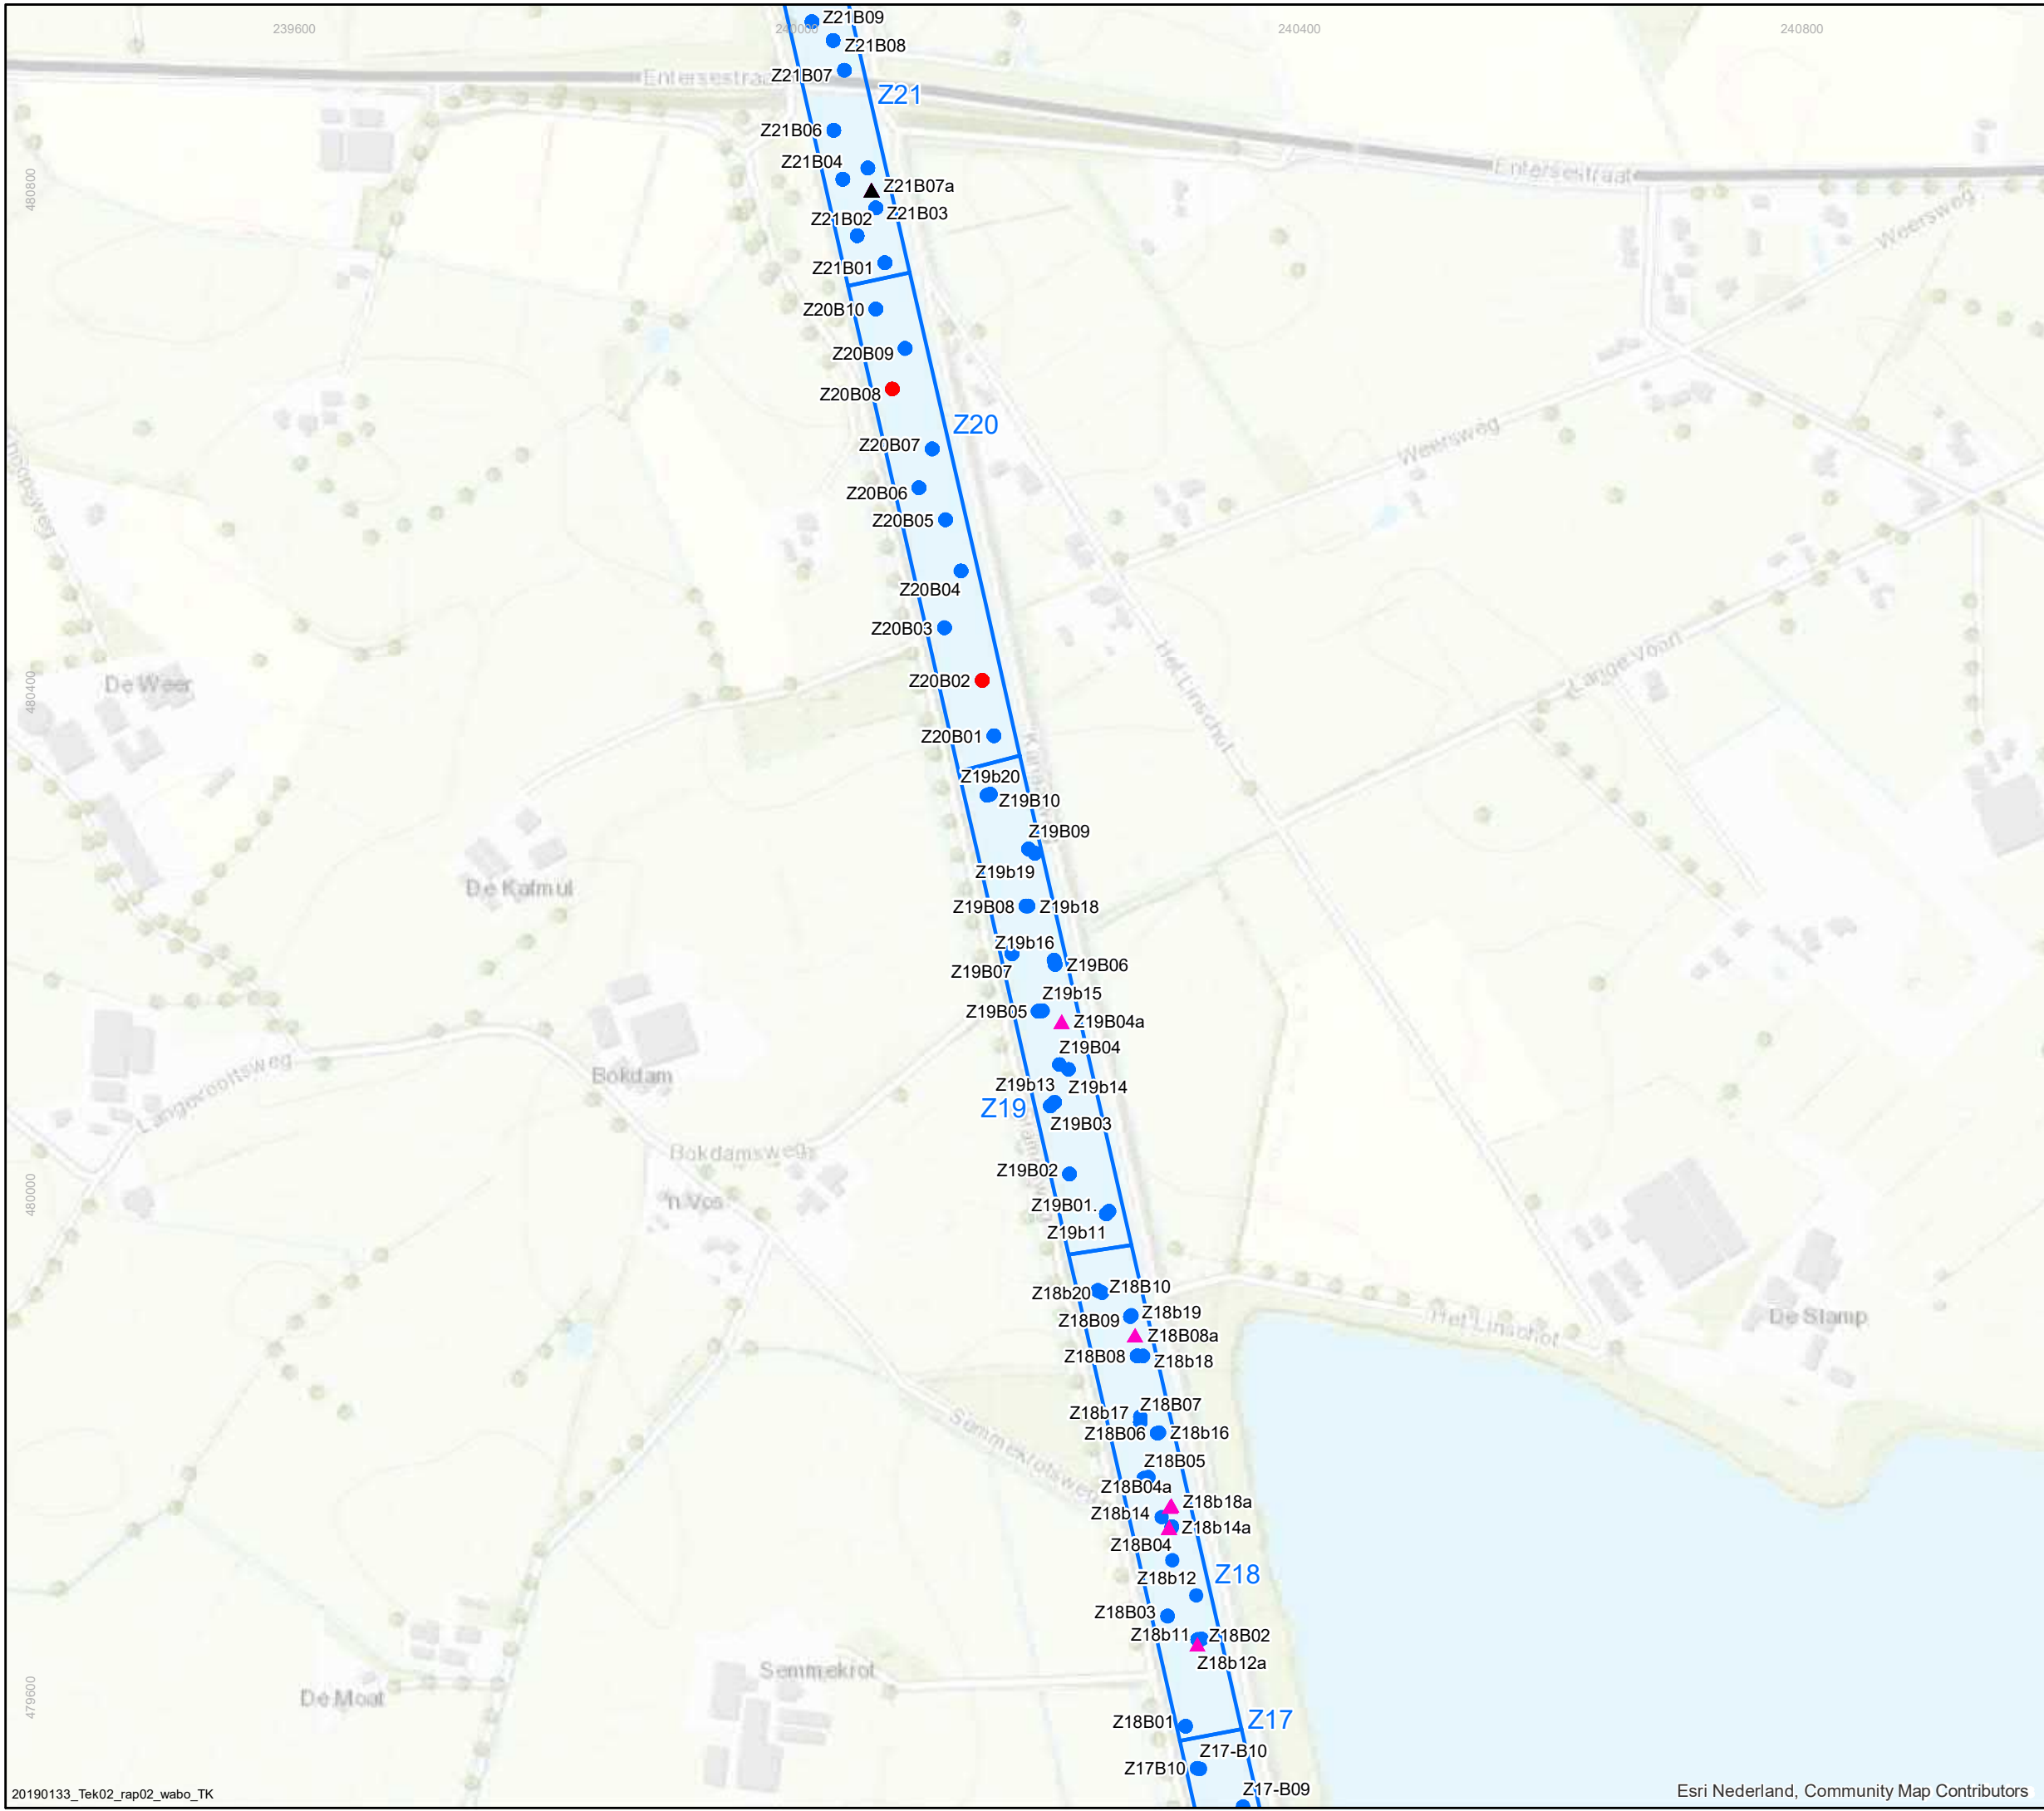 239600
240000
240400
240800
Z21B09
Z21B08
Z21B07
Entersestraat
Z21
Z21B06
Z21B04
Z21B07a
Z21B03
Z21B02
Z21B01
Entersestraat
Weersweg
480800
Z20B10
Z20B09
Z20B08
Z20
Z20B07
Weersweg
Z20B06
Z20B05
Z20B04
Z20B03
Z20B02
Z20B01
Het Linschot
Lange Voort
De Weer
480400
Z19b20
Z19B10
Z19B09
Z19b19
De Kafmul
Z19B08
Z19b18
Z19b16
Z19B07
Z19B06
Z19b15
Z19B05
Z19B04a
Z19B04
Bokdam
Langevoortsweg
Z19b13
Z19b14
Z19
Z19B03
Bokdamsweg
Z19B02
480000
'n Vos
Z19B01.
Z19b11
Z18B10
Z18b20
Z18b19
Z18B09
Het Linschot
De Slamp
Z18B08a
Z18B08
Z18b18
Z18B07
Z18b17
Z18B06
Z18b16
Semmekrotsweg
Z18B05
Z18B04a
Z18b18a
Z18b14
Z18b14a
Z18B04
Z18b12
Z18
Z18B03
Z18b11
Z18B02
Z18b12a
Semmekrot
De Moat
479600
Z18B01
Z17
Z17-B10
Z17B10
Z17-B09
20190133_Tek02_rap02_wabo_TK
Esri Nederland, Community Map Contributors